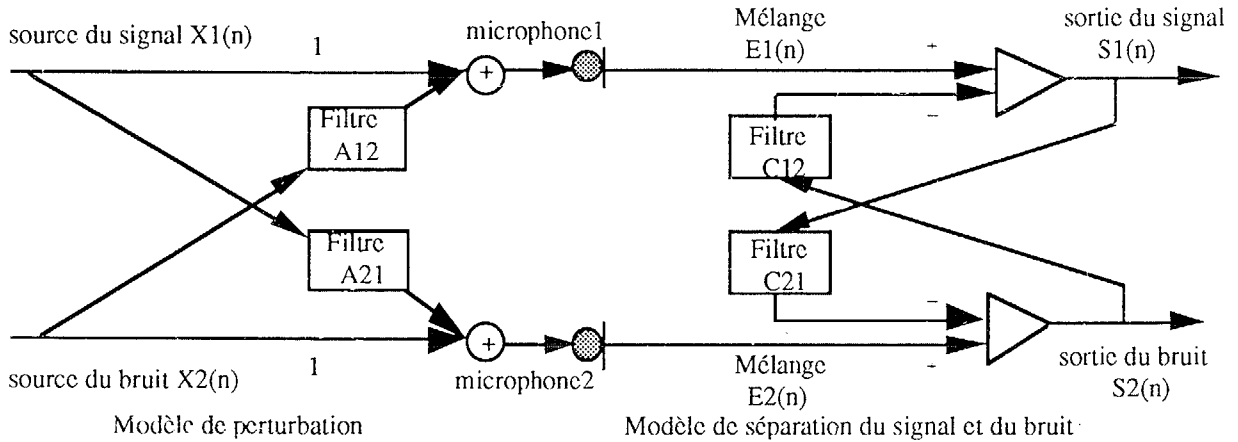 source du signal X1(n)
1
microphone1
Mélange
E1(n)
sortie du signal
S1(n)
+
+
−
Filtre
A12
Filtre
C12
Filtre
A21
Filtre
C21
−
+
+
source du bruit X2(n)
1
microphone2
Mélange
E2(n)
sortie du bruit
S2(n)
Modèle de perturbation
Modèle de séparation du signal et du bruit